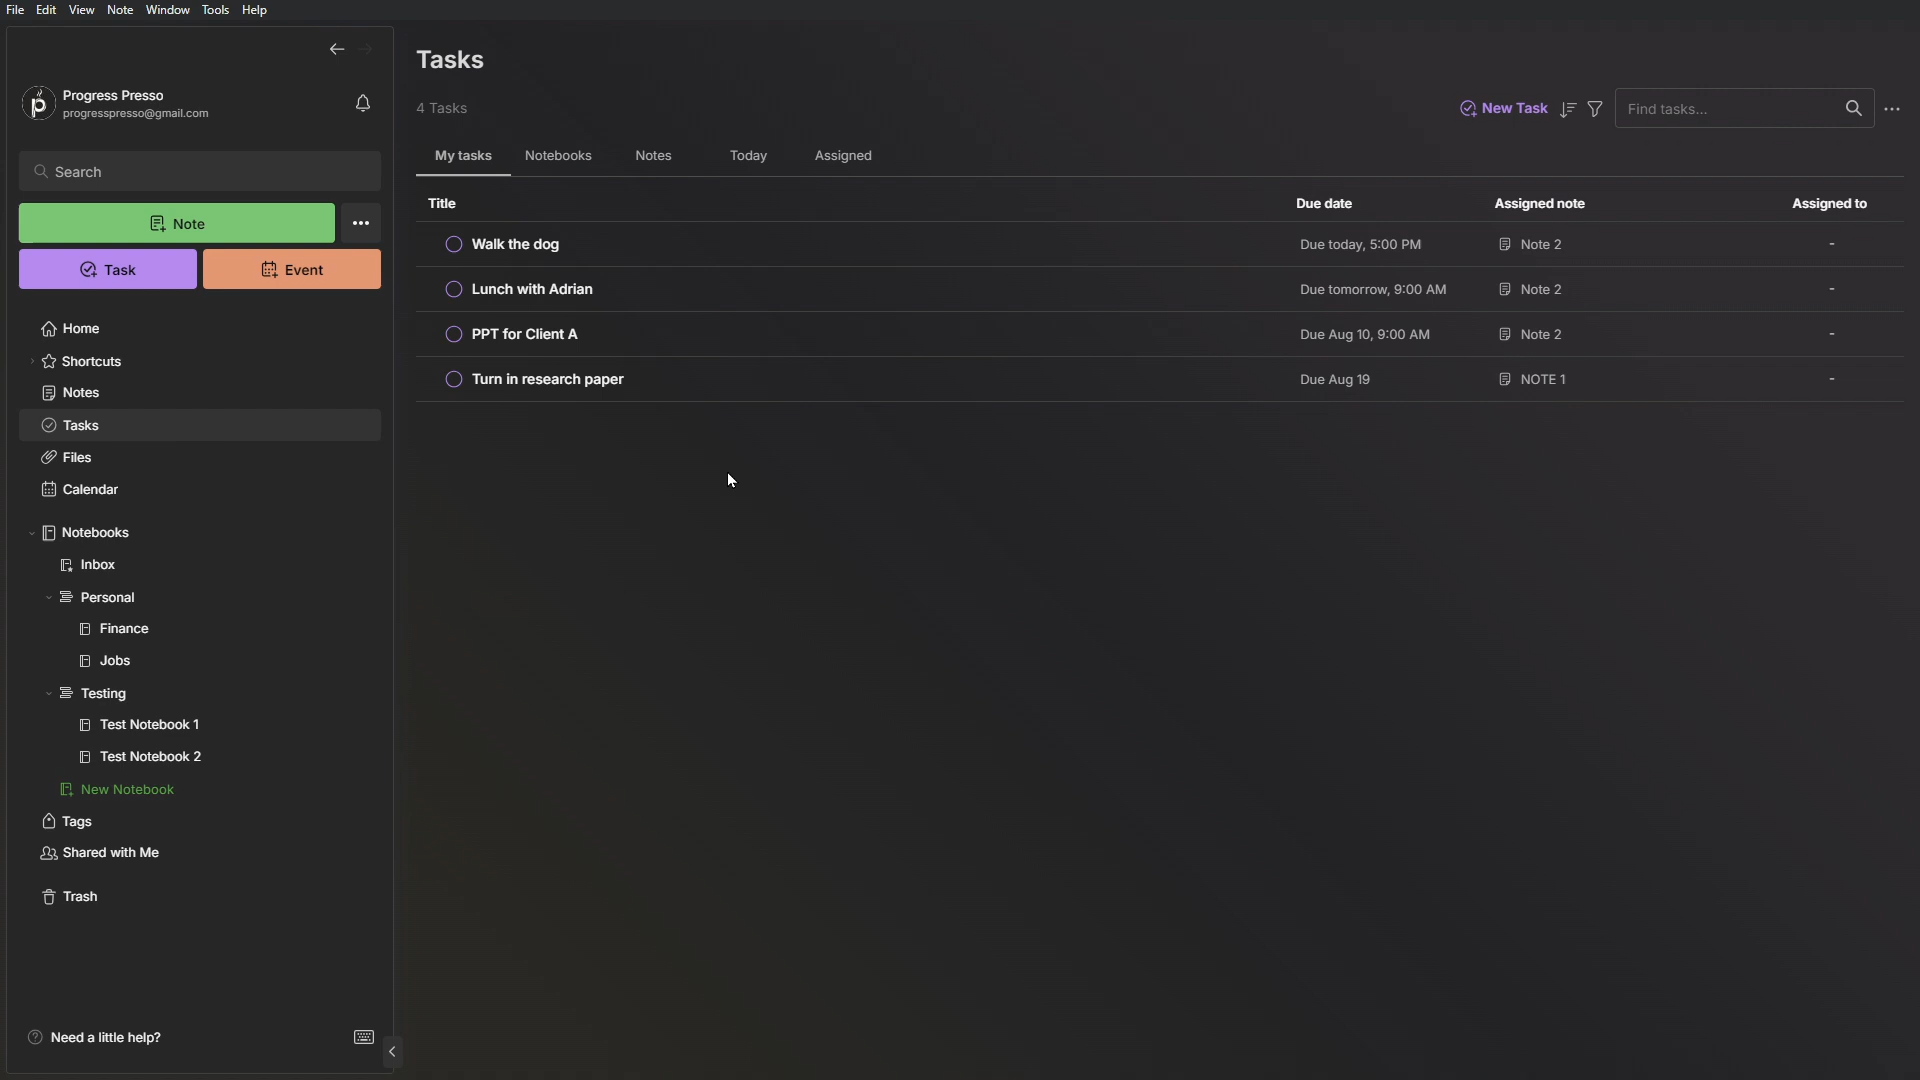 File Edit View Note Window Tools Help
Progress Presso
progresspresso@gmail.com
Search
Note
Task Event
Home
Shortcuts
Notes
Tasks
Files
Calendar
Notebooks
Inbox
Personal
Finance
Jobs
Testing
Test Notebook 1
Test Notebook 2
New Notebook
Tags
Shared with Me
Trash
Need a little help?
Tasks
4 Tasks New Task Find tasks...
My tasks Notebooks Notes Today Assigned
Title Due date Assigned note Assigned to
Walk the dog Due today, 5:00 PM Note 2 -
Lunch with Adrian Due tomorrow, 9:00 AM Note 2 -
PPT for Client A Due Aug 10, 9:00 AM Note 2 -
Turn in research paper Due Aug 19 NOTE 1 -